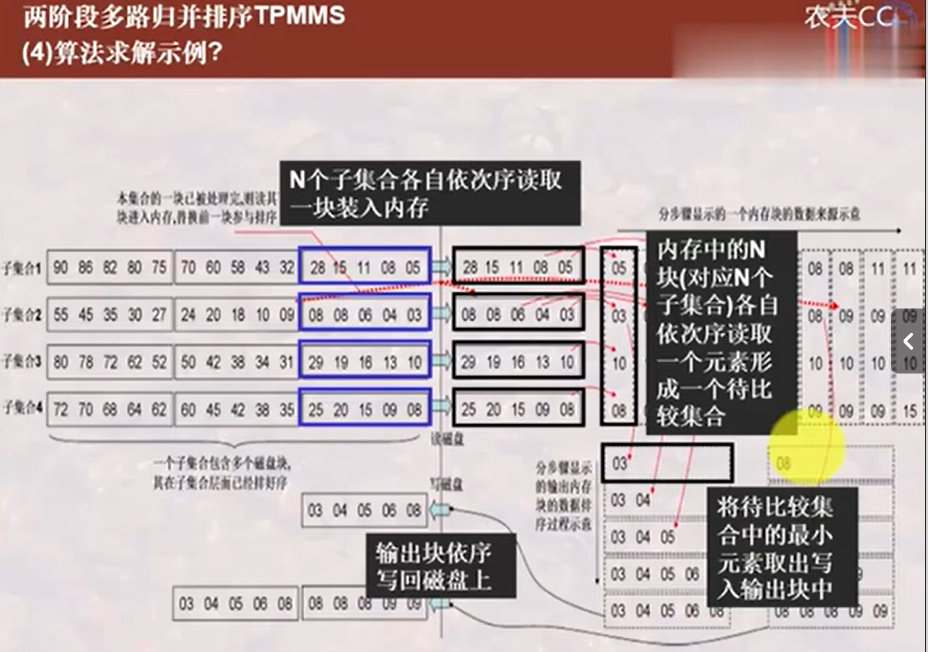 两阶段多路归并排序TPMMS
农夫CC
(4)算法求解示例?
N个子集合各自依次序读取
一块装入内存
本集合的一块已被处理完,则读其
块进入内存,替换前一块参与排序
分步骤显示的一个内存块的数据来源示意
子集合1 90 86 82 80 75 70 60 58 43 32 28 15 11 08 05 28 15 11 08 05 05 08 08 11 11
子集合2 55 45 35 30 27 24 20 18 10 09 08 08 06 04 03 08 08 06 04 03 03 08 09 09 09
子集合3 80 78 72 62 52 50 42 38 34 31 29 19 16 13 10 29 19 16 13 10 10 10 10 10 10
子集合4 72 70 68 64 62 60 45 42 38 35 25 20 15 09 08 25 20 15 09 08 08 09 09 09 15
内存中的N
块(对应N个
子集合)各自
依次序读取
一个元素形
成一个待比
较集合
读磁盘
一个子集合包含多个磁盘块,
其在子集合层面已经排好序
写磁盘
03 04 05 06 08
输出块依序
写回磁盘上
03 04 05 06 08 08 08 08 09 09
分步骤显示
的输出内存
块的数据排
序过程示意
03 08
03 04
03 04 05
03 04 05 06
03 04 05 06 08 08 08 08 09 09
将待比较集
合中的最小
元素取出写
入输出块中